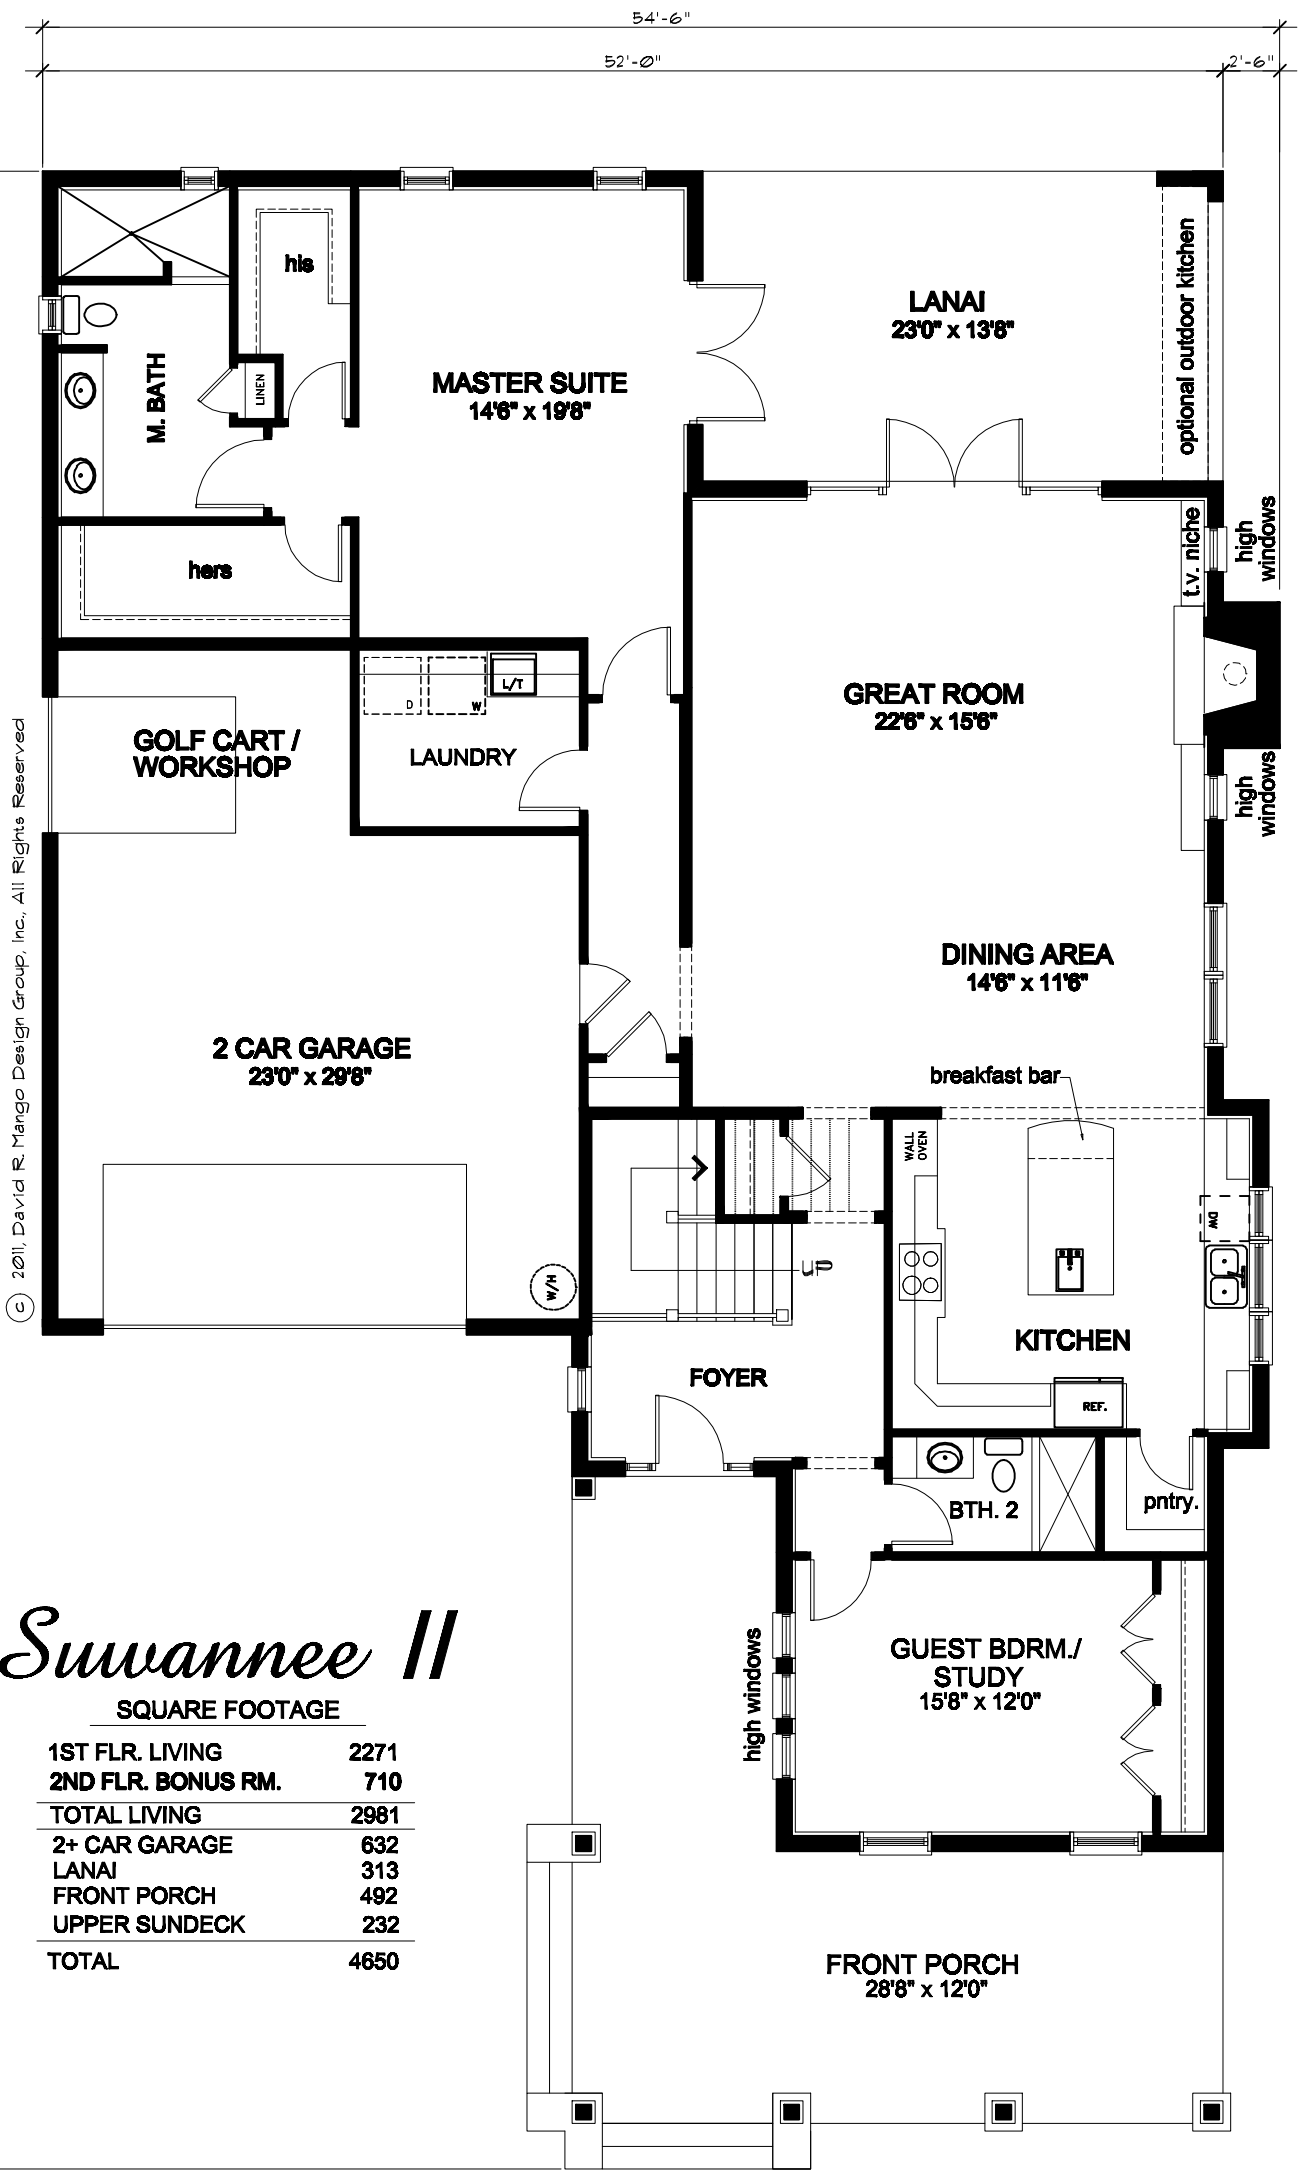 54'-6"
52'-0"
2'-6"
his
LINEN
M. BATH
hers
MASTER SUITE
14'6" x 19'8"
LANAI
23'0" x 13'8"
optional outdoor kitchen
t.v. niche
high
windows
GREAT ROOM
22'6" x 15'6"
high
windows
GOLF CART /
WORKSHOP
D
W
L/T
LAUNDRY
DINING AREA
14'6" x 11'6"
2 CAR GARAGE
23'0" x 29'8"
breakfast bar
WALL
OVEN
DW
up
W/H
KITCHEN
REF.
FOYER
BTH. 2
pntry.
GUEST BDRM./
STUDY
15'8" x 12'0"
high windows
FRONT PORCH
28'8" x 12'0"
© 2011, David R. Mango Design Group, Inc., All Rights Reserved
Suwannee II
SQUARE FOOTAGE
1ST FLR. LIVING 2271
2ND FLR. BONUS RM. 710
TOTAL LIVING 2981
2+ CAR GARAGE 632
LANAI 313
FRONT PORCH 492
UPPER SUNDECK 232
TOTAL 4650